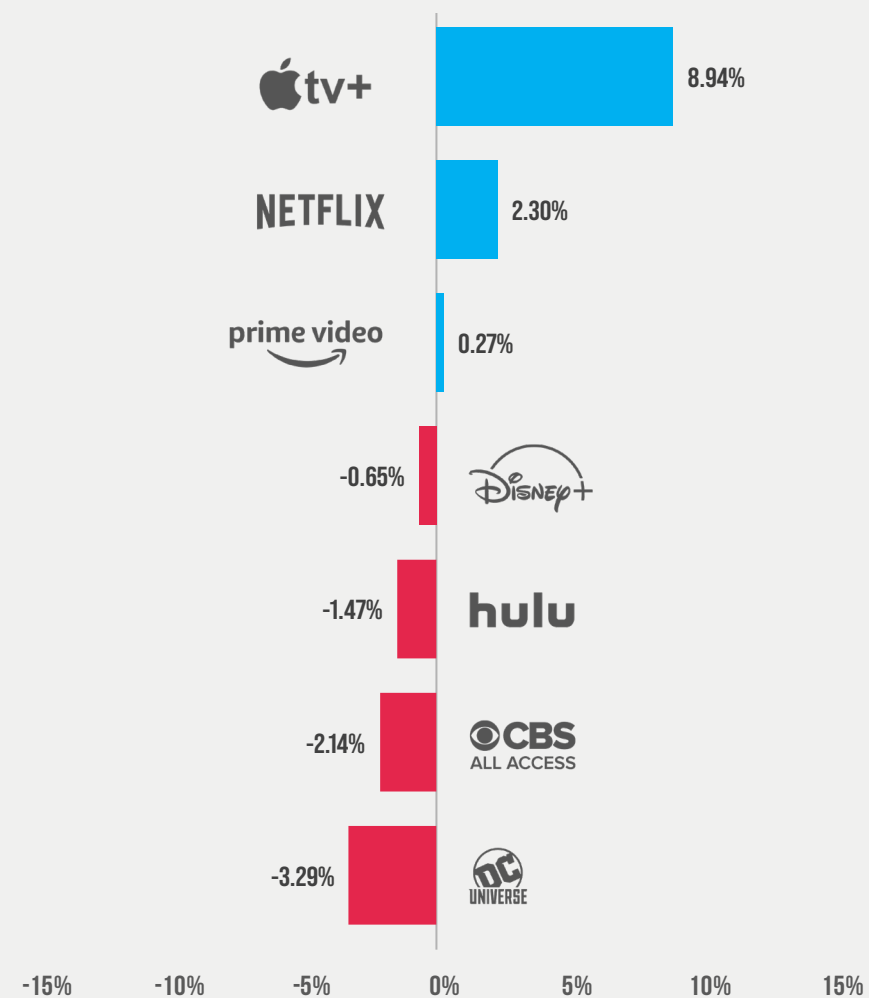 tv+
8.94%
NETFLIX
2.30%
prime video
0.27%
-0.65%
Disney+
-1.47%
hulu
-2.14%
CBS
ALL ACCESS
-3.29%
DC
UNIVERSE
-15% -10% -5% 0% 5% 10% 15%